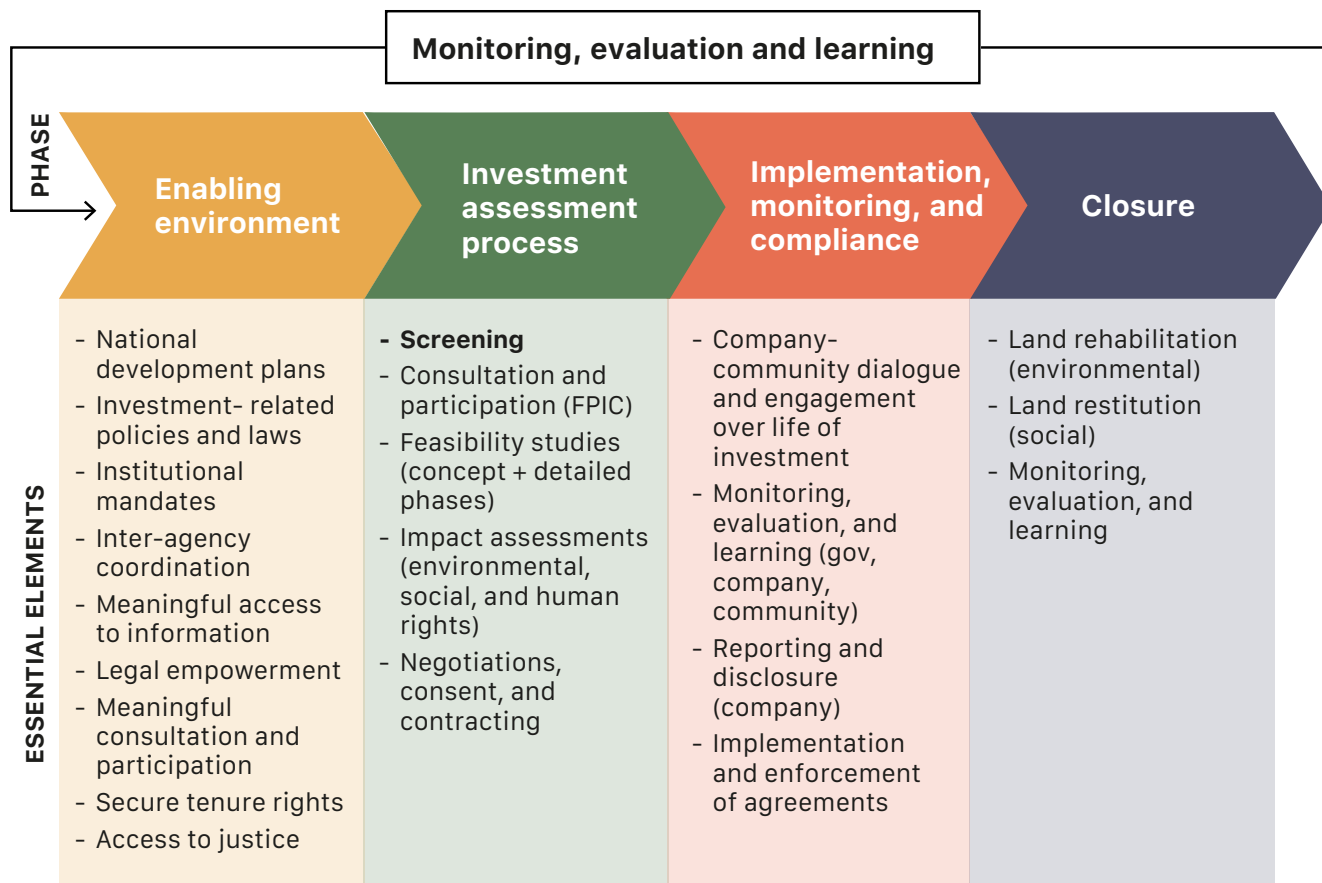 Monitoring, evaluation and learning
PHASE
Enabling
environment
Investment
assessment
process
Implementation,
monitoring, and
compliance
Closure
ESSENTIAL ELEMENTS
- National
development plans
- Investment- related
policies and laws
- Institutional
mandates
- Inter-agency
coordination
- Meaningful access
to information
- Legal empowerment
- Meaningful
consultation and
participation
- Secure tenure rights
- Access to justice
- Screening
- Consultation and
participation (FPIC)
- Feasibility studies
(concept + detailed
phases)
- Impact assessments
(environmental,
social, and human
rights)
- Negotiations,
consent, and
contracting
- Company-
community dialogue
and engagement
over life of
investment
- Monitoring,
evaluation, and
learning (gov,
company,
community)
- Reporting and
disclosure
(company)
- Implementation
and enforcement
of agreements
- Land rehabilitation
(environmental)
- Land restitution
(social)
- Monitoring,
evaluation, and
learning